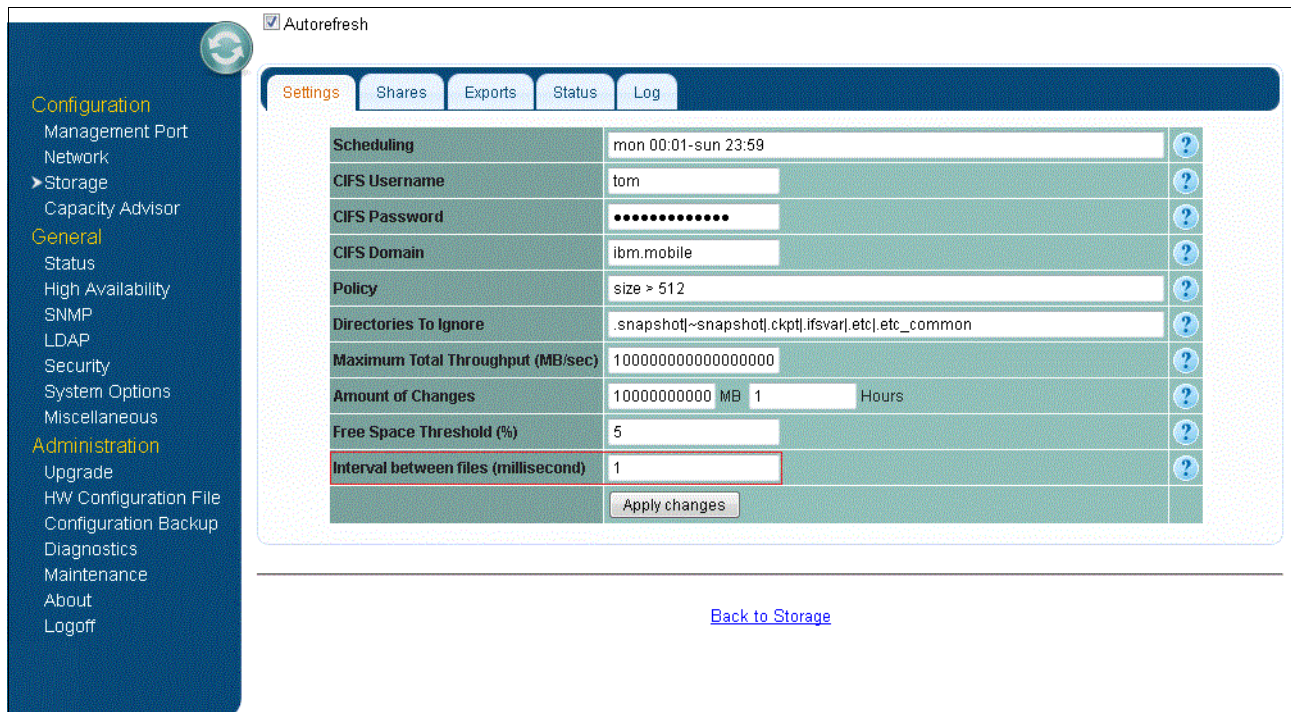 Autorefresh
Configuration
Management Port
Network
Storage
Capacity Advisor
General
Status
High Availability
SNMP
LDAP
Security
System Options
Miscellaneous
Administration
Upgrade
HW Configuration File
Configuration Backup
Diagnostics
Maintenance
About
Logoff
Settings Shares Exports Status Log
Scheduling mon 00:01-sun 23:59 ?
CIFS Username tom ?
CIFS Password ●●●●●●●●●●●●● ?
CIFS Domain ibm.mobile ?
Policy size > 512 ?
Directories To Ignore .snapshot|~snapshot|.ckpt|.ifsvar|.etc|.etc_common ?
Maximum Total Throughput (MB/sec) 100000000000000000 ?
Amount of Changes 10000000000 MB 1 Hours ?
Free Space Threshold (%) 5 ?
Interval between files (millisecond) 1 ?
Apply changes
Back to Storage